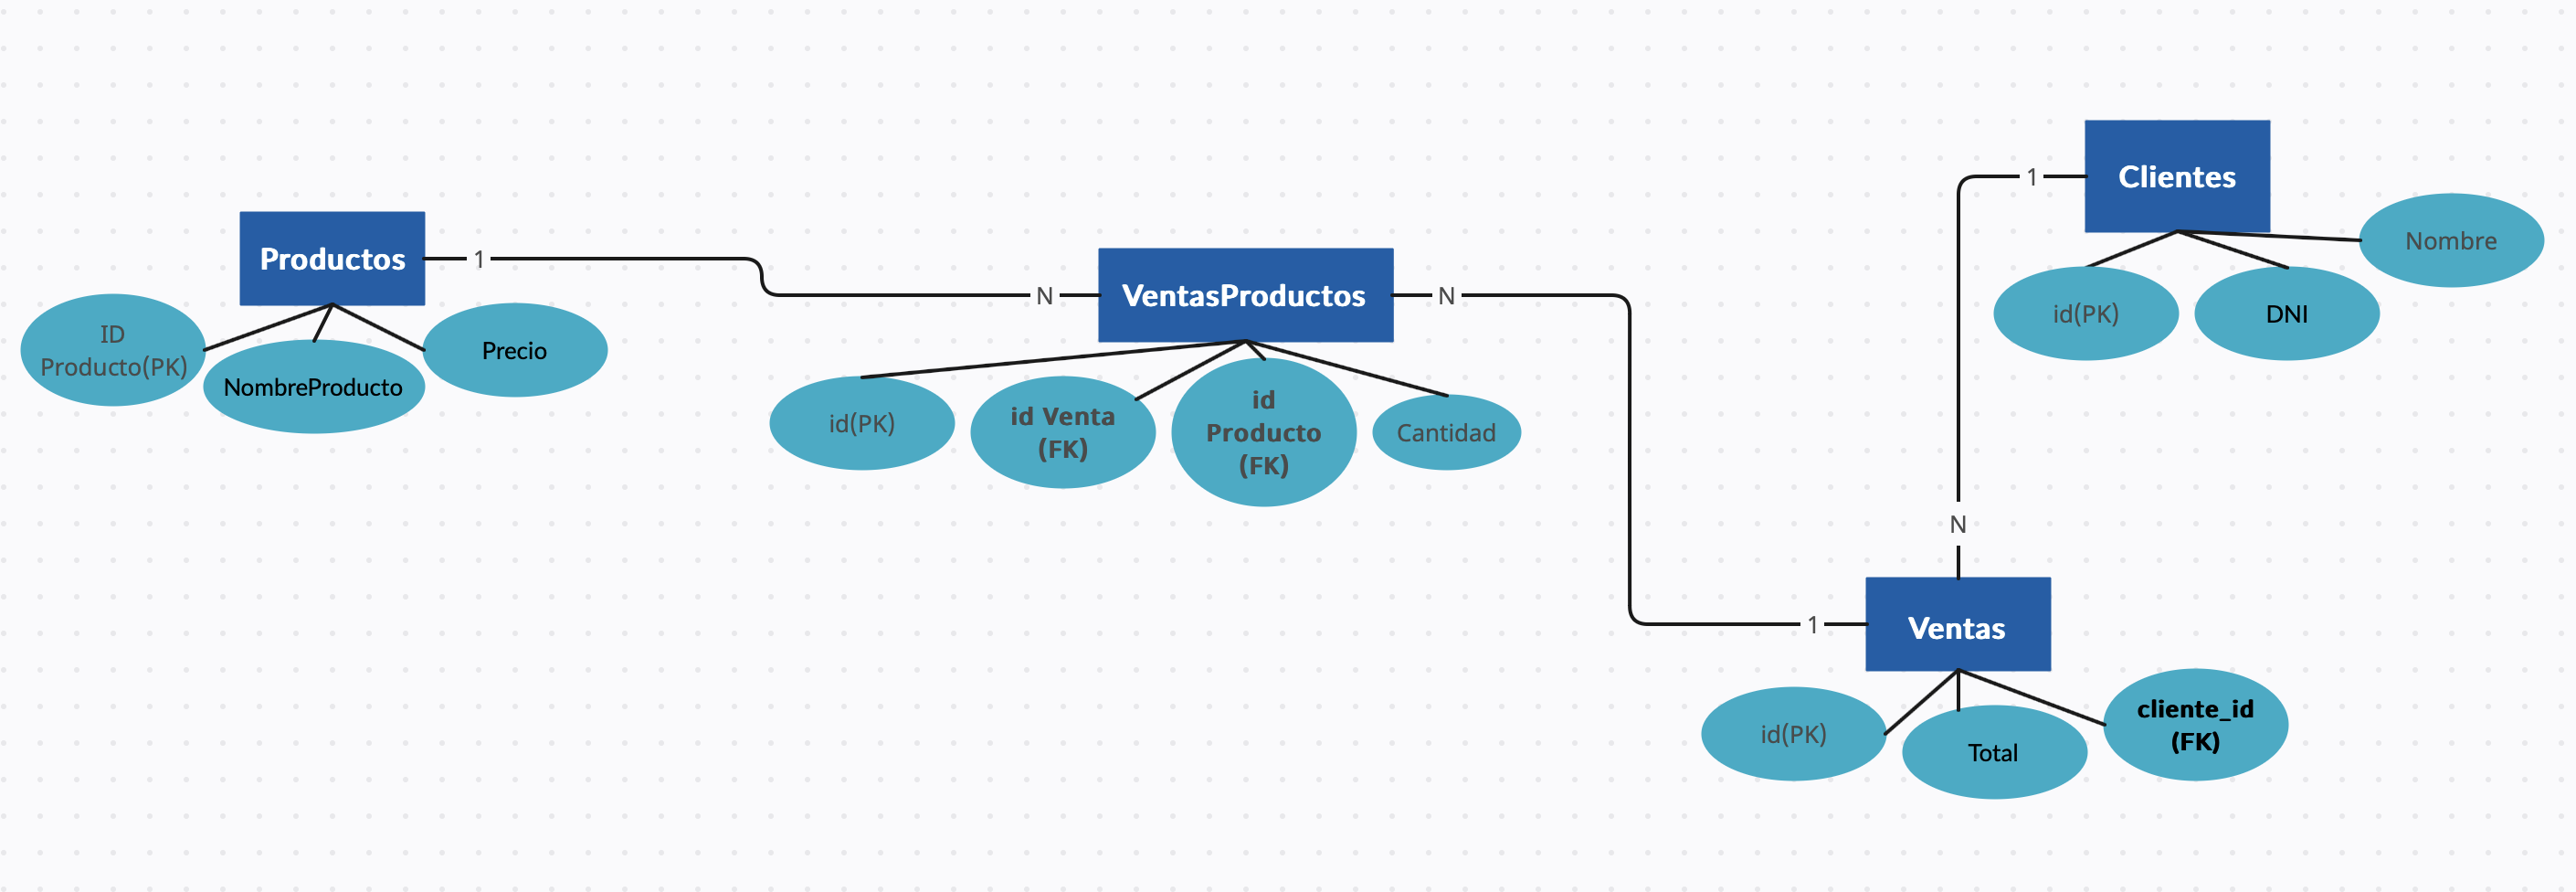 Productos
1
ID
Producto(PK)
NombreProducto
Precio
N
VentasProductos
N
id(PK)
id Venta
(FK)
id
Producto
(FK)
Cantidad
1
Clientes
Nombre
id(PK)
DNI
N
1
Ventas
id(PK)
Total
cliente_id
(FK)